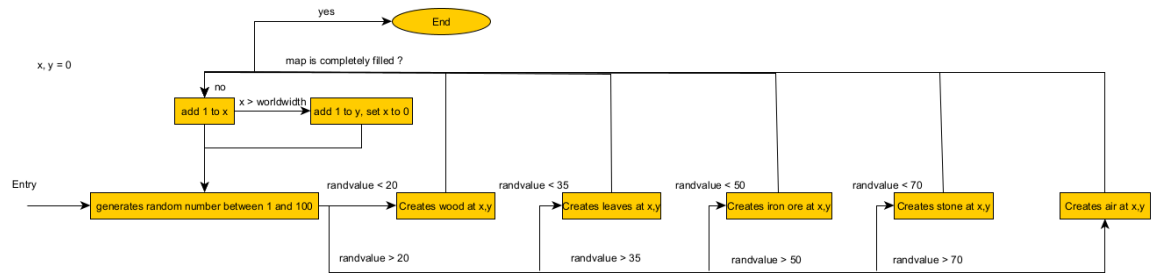 yes
End
x, y = 0
map is completely filled ?
no
add 1 to x
x > worldwidth
add 1 to y, set x to 0
Entry
generates random number between 1 and 100
randvalue < 20
Creates wood at x,y
randvalue < 35
Creates leaves at x,y
randvalue < 50
Creates iron ore at x,y
randvalue < 70
Creates stone at x,y
Creates air at x,y
randvalue > 20
randvalue > 35
randvalue > 50
randvalue > 70